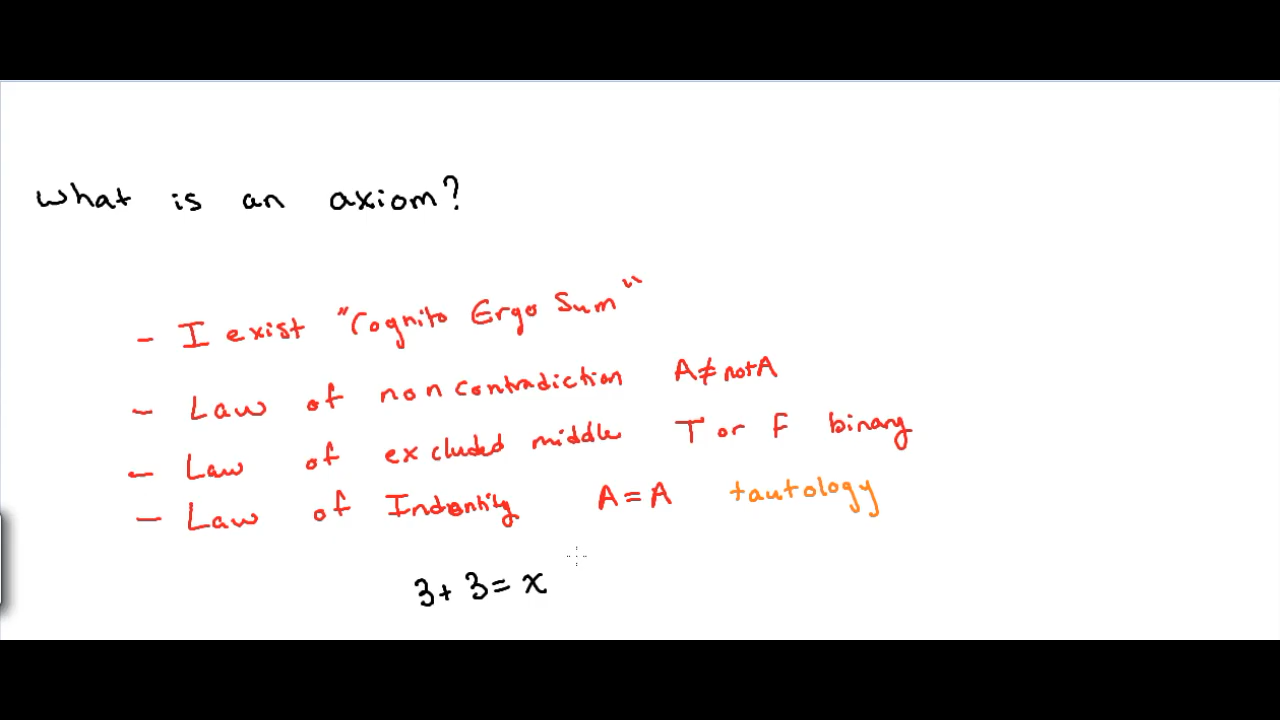 What is an axiom?
- I exist "Cognito Ergo Sum"
- Law of noncontradiction A≠notA
- Law of excluded middle T or F binary
- Law of Indentity A=A tautology
3+3=x